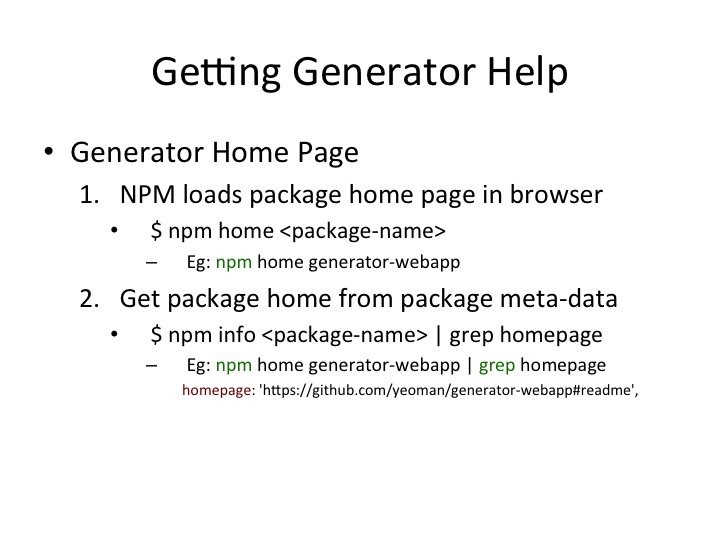 Getting Generator Help
• Generator Home Page
1. NPM loads package home page in browser
• $ npm home <package-name>
– Eg: npm home generator-webapp
2. Get package home from package meta-data
• $ npm info <package-name> | grep homepage
– Eg: npm home generator-webapp | grep homepage
homepage: 'https://github.com/yeoman/generator-webapp#readme',